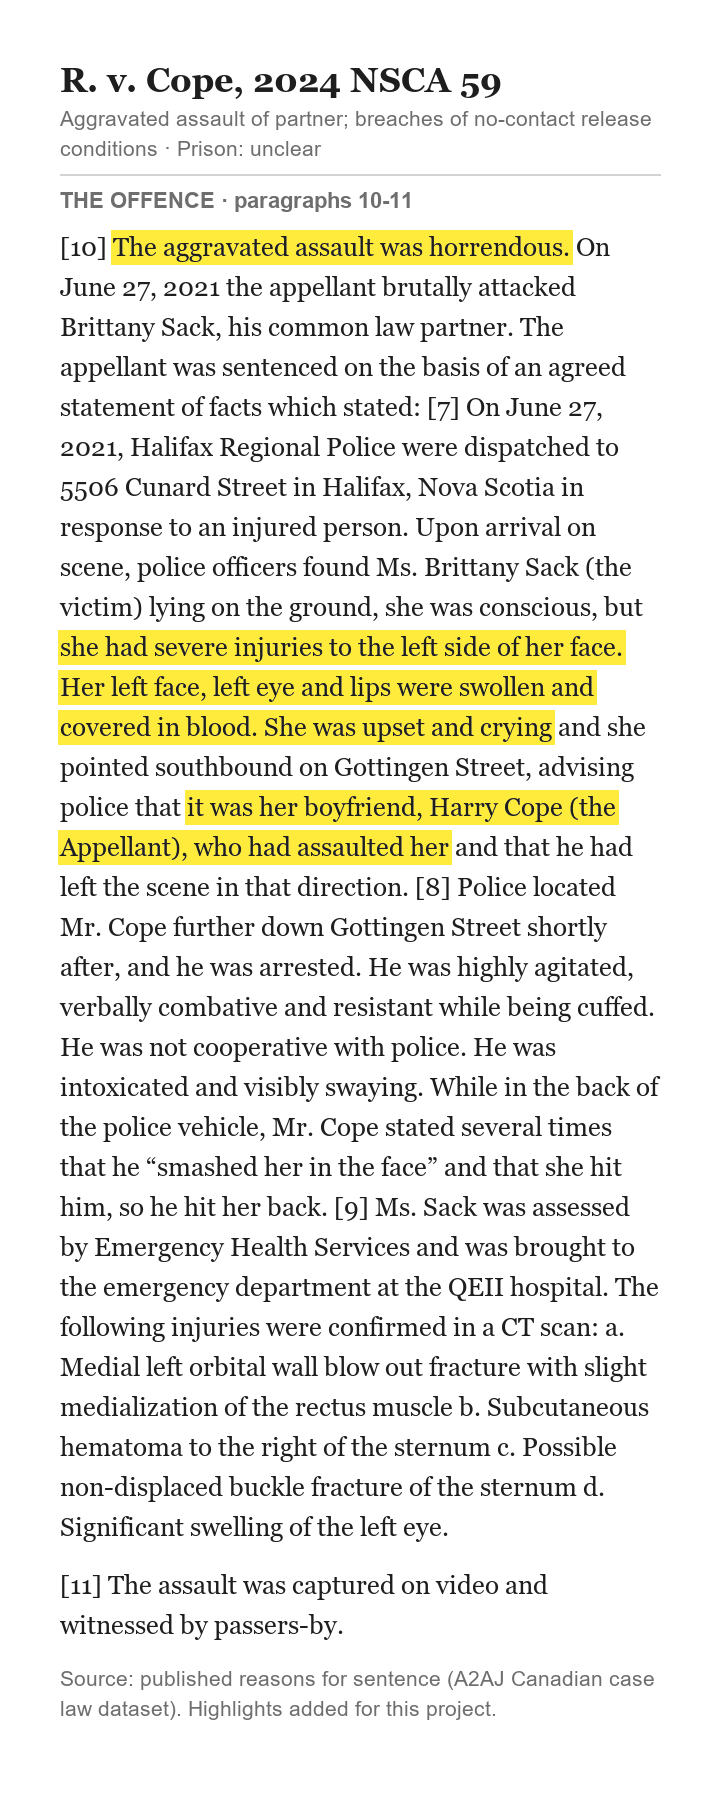 R. v. Cope, 2024 NSCA 59
Aggravated assault of partner; breaches of no-contact release
conditions · Prison: unclear
THE OFFENCE · paragraphs 10-11
[10] The aggravated assault was horrendous. On
June 27, 2021 the appellant brutally attacked
Brittany Sack, his common law partner. The
appellant was sentenced on the basis of an agreed
statement of facts which stated: [7] On June 27,
2021, Halifax Regional Police were dispatched to
5506 Cunard Street in Halifax, Nova Scotia in
response to an injured person. Upon arrival on
scene, police officers found Ms. Brittany Sack (the
victim) lying on the ground, she was conscious, but
she had severe injuries to the left side of her face.
Her left face, left eye and lips were swollen and
covered in blood. She was upset and crying and she
pointed southbound on Gottingen Street, advising
police that it was her boyfriend, Harry Cope (the
Appellant), who had assaulted her and that he had
left the scene in that direction. [8] Police located
Mr. Cope further down Gottingen Street shortly
after, and he was arrested. He was highly agitated,
verbally combative and resistant while being cuffed.
He was not cooperative with police. He was
intoxicated and visibly swaying. While in the back of
the police vehicle, Mr. Cope stated several times
that he “smashed her in the face” and that she hit
him, so he hit her back. [9] Ms. Sack was assessed
by Emergency Health Services and was brought to
the emergency department at the QEII hospital. The
following injuries were confirmed in a CT scan: a.
Medial left orbital wall blow out fracture with slight
medialization of the rectus muscle b. Subcutaneous
hematoma to the right of the sternum c. Possible
non-displaced buckle fracture of the sternum d.
Significant swelling of the left eye.
[11] The assault was captured on video and
witnessed by passers-by.
Source: published reasons for sentence (A2AJ Canadian case
law dataset). Highlights added for this project.